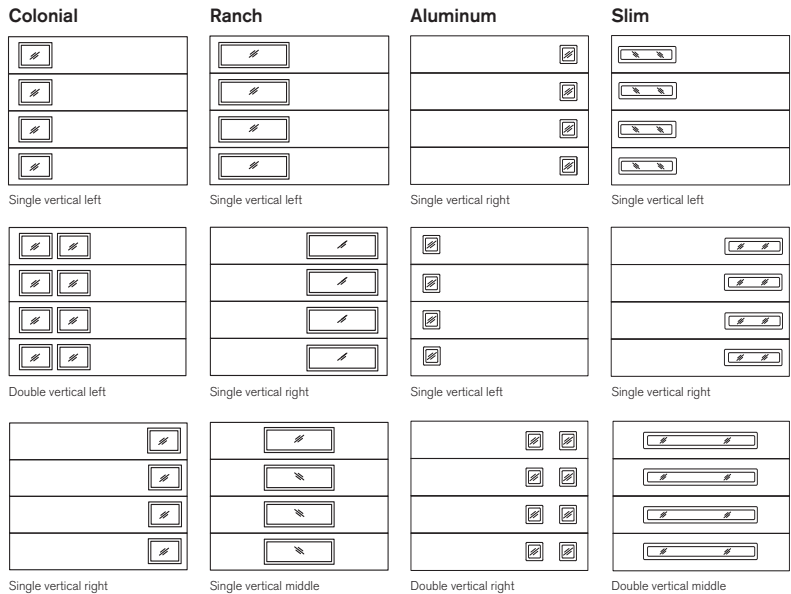 Colonial
Ranch
Aluminum
Slim
Single vertical left
Single vertical left
Single vertical right
Single vertical left
Double vertical left
Single vertical right
Single vertical left
Single vertical right
Single vertical right
Single vertical middle
Double vertical right
Double vertical middle